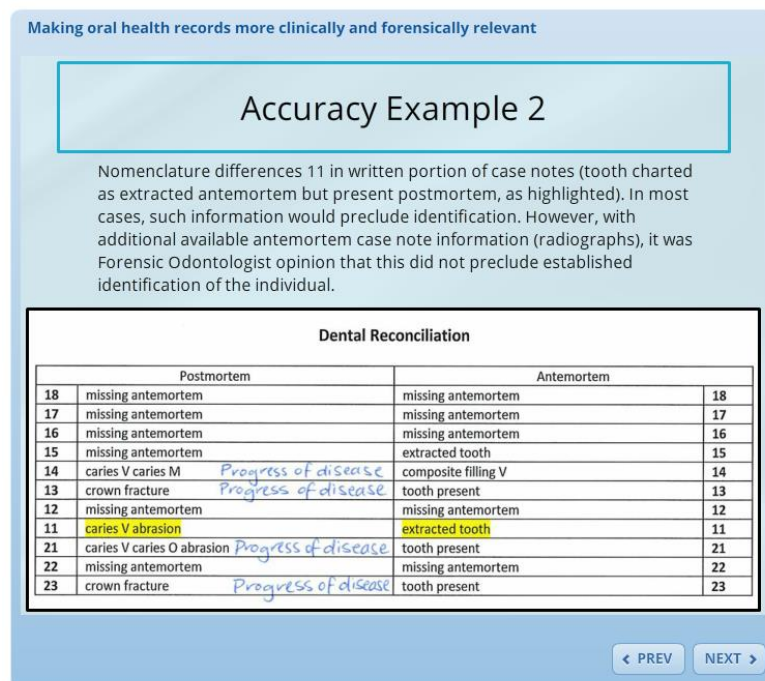 Making oral health records more clinically and forensically relevant
Accuracy Example 2
Nomenclature differences 11 in written portion of case notes (tooth charted
as extracted antemortem but present postmortem, as highlighted). In most
cases, such information would preclude identification. However, with
additional available antemortem case note information (radiographs), it was
Forensic Odontologist opinion that this did not preclude established
identification of the individual.
Dental Reconciliation
Postmortem Antemortem
18 missing antemortem missing antemortem 18
17 missing antemortem missing antemortem 17
16 missing antemortem missing antemortem 16
15 missing antemortem extracted tooth 15
14 caries V caries M Progress of disease composite filling V 14
13 crown fracture Progress of disease tooth present 13
12 missing antemortem missing antemortem 12
11 caries V abrasion extracted tooth 11
21 caries V caries O abrasion Progress of disease tooth present 21
22 missing antemortem missing antemortem 22
23 crown fracture Progress of disease tooth present 23
PREV NEXT